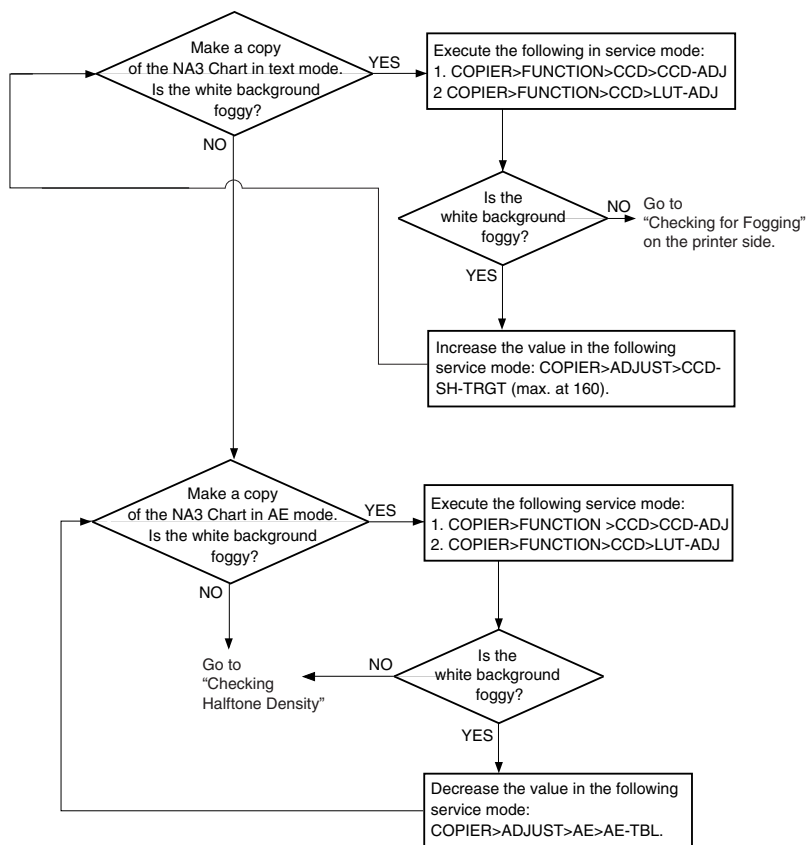 Make a copy
of the NA3 Chart in text mode.
Is the white background
foggy?
YES
NO
Execute the following in service mode:
1. COPIER>FUNCTION>CCD>CCD-ADJ
2 COPIER>FUNCTION>CCD>LUT-ADJ
Is the
white background
foggy?
NO
Go to
“Checking for Fogging”
on the printer side.
YES
Increase the value in the following
service mode: COPIER>ADJUST>CCD-
SH-TRGT (max. at 160).
Make a copy
of the NA3 Chart in AE mode.
Is the white background
foggy?
YES
NO
Execute the following service mode:
1. COPIER>FUNCTION >CCD>CCD-ADJ
2. COPIER>FUNCTION>CCD>LUT-ADJ
Go to
“Checking
Halftone Density”
NO
Is the
white background
foggy?
YES
Decrease the value in the following
service mode:
COPIER>ADJUST>AE>AE-TBL.